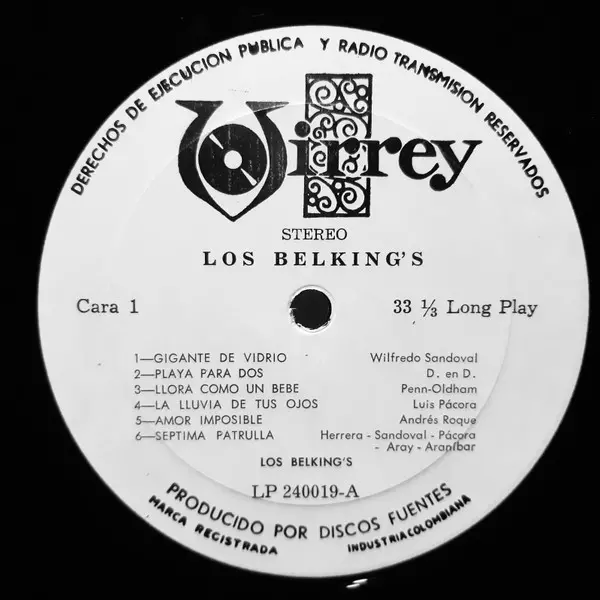 DERECHOS DE EJECUCION PUBLICA Y RADIO TRANSMISION RESERVADOS
Virrey
STEREO
LOS BELKING'S
Cara 1
33 ⅓ Long Play
1—GIGANTE DE VIDRIO Wilfredo Sandoval
2—PLAYA PARA DOS D. en D.
3—LLORA COMO UN BEBE Penn-Oldham
4—LA LLUVIA DE TUS OJOS Luis Pácora
5—AMOR IMPOSIBLE Andrés Roque
6—SEPTIMA PATRULLA Herrera - Sandoval - Pácora
- Aray - Araníbar
LOS BELKING'S
LP 240019-A
PRODUCIDO POR DISCOS FUENTES
MARCA REGISTRADA
INDUSTRIA COLOMBIANA